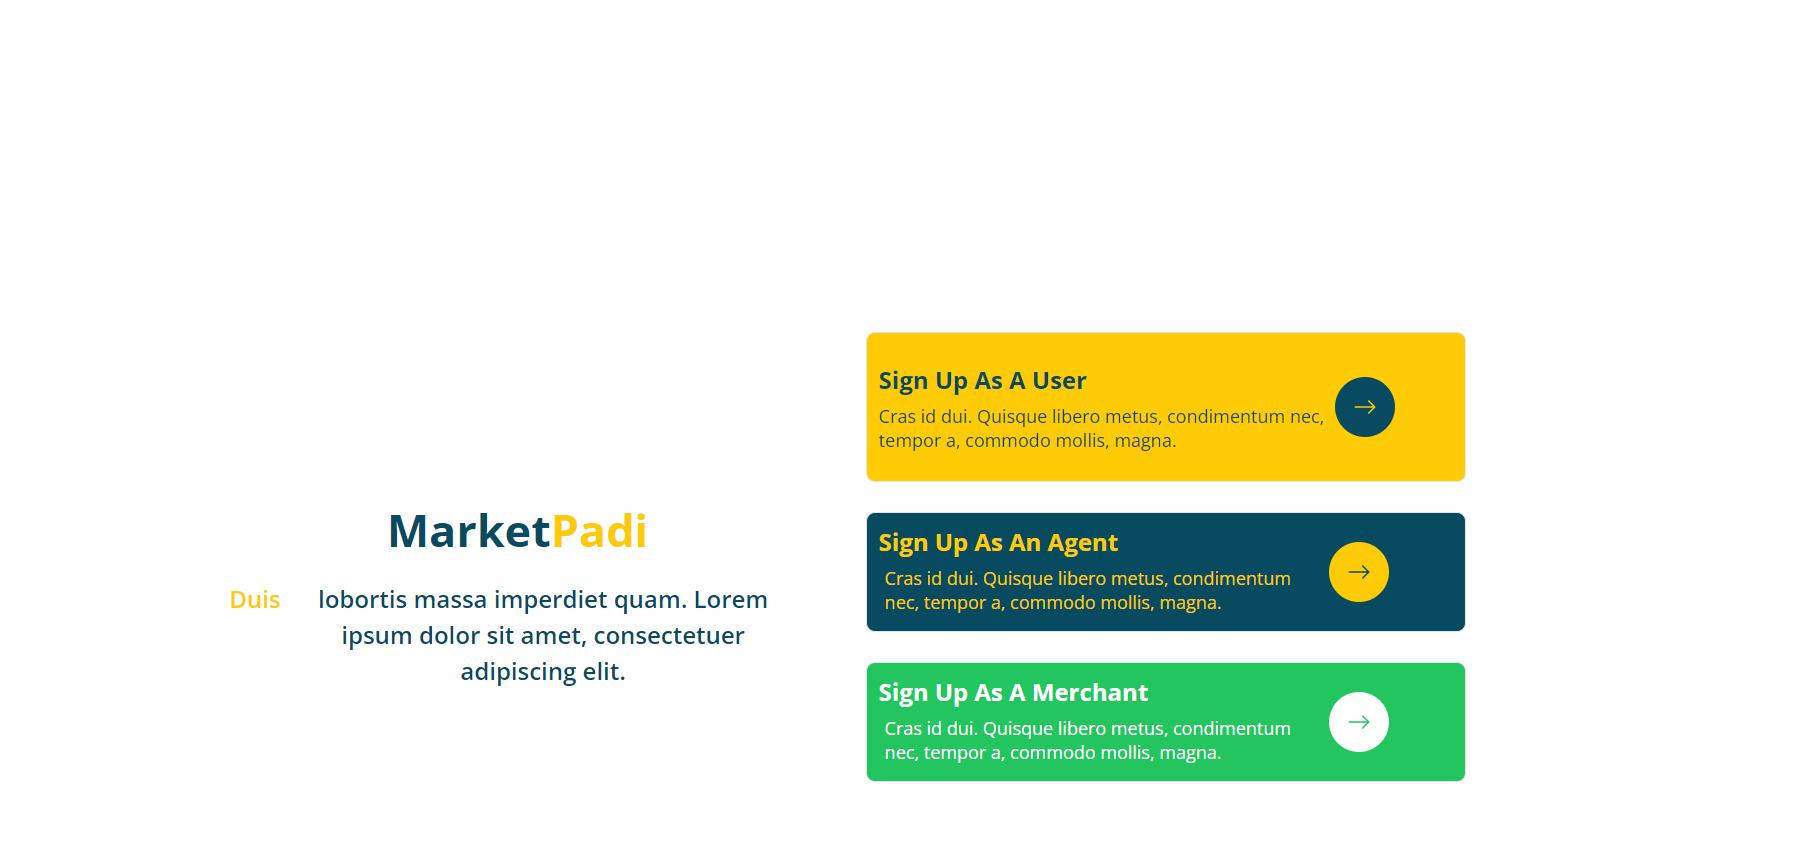 MarketPadi
Duis lobortis massa imperdiet quam. Lorem
ipsum dolor sit amet, consectetuer
adipiscing elit.
Sign Up As A User
Cras id dui. Quisque libero metus, condimentum nec,
tempor a, commodo mollis, magna.
Sign Up As An Agent
Cras id dui. Quisque libero metus, condimentum
nec, tempor a, commodo mollis, magna.
Sign Up As A Merchant
Cras id dui. Quisque libero metus, condimentum
nec, tempor a, commodo mollis, magna.